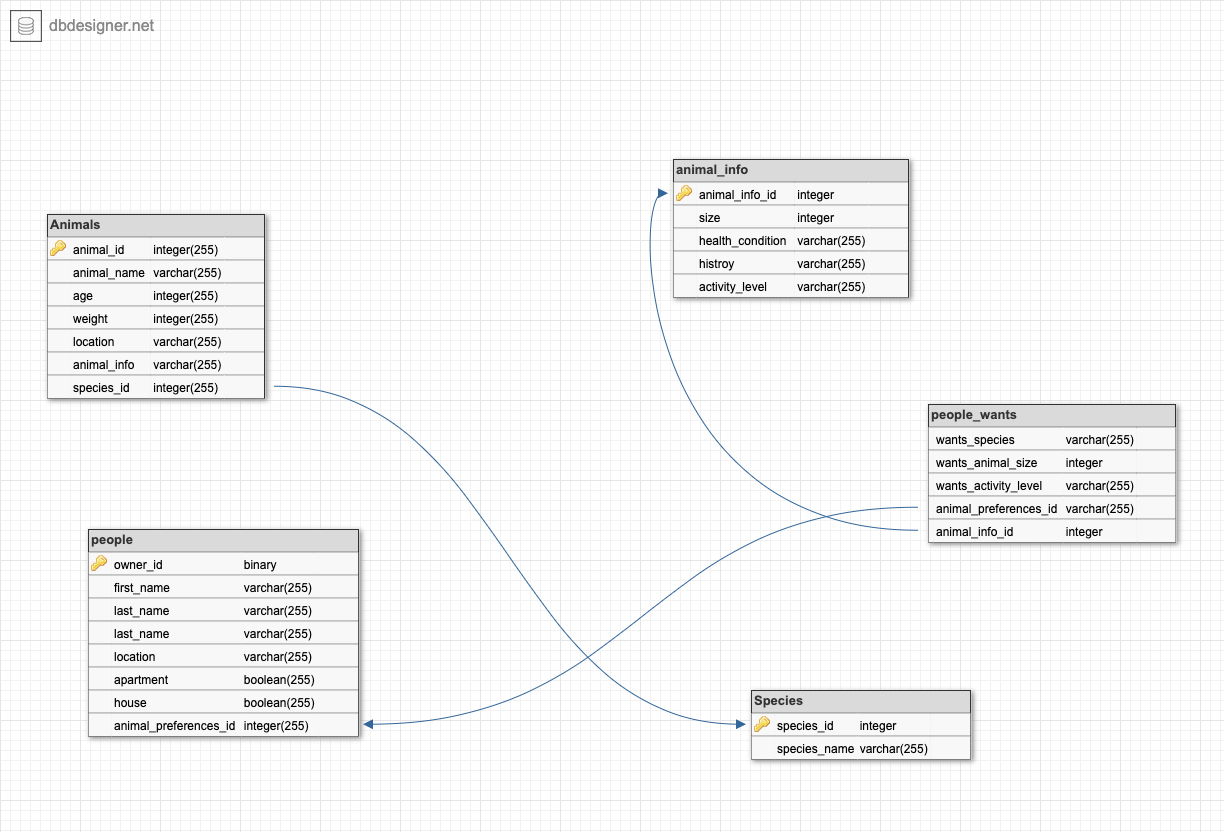 dbdesigner.net
animal_info
animal_info_id integer
size integer
health_condition varchar(255)
histroy varchar(255)
activity_level varchar(255)
Animals
animal_id integer(255)
animal_name varchar(255)
age integer(255)
weight integer(255)
location varchar(255)
animal_info varchar(255)
species_id integer(255)
people_wants
wants_species varchar(255)
wants_animal_size integer
wants_activity_level varchar(255)
animal_preferences_id varchar(255)
animal_info_id integer
people
owner_id binary
first_name varchar(255)
last_name varchar(255)
last_name varchar(255)
location varchar(255)
apartment boolean(255)
house boolean(255)
animal_preferences_id integer(255)
Species
species_id integer
species_name varchar(255)